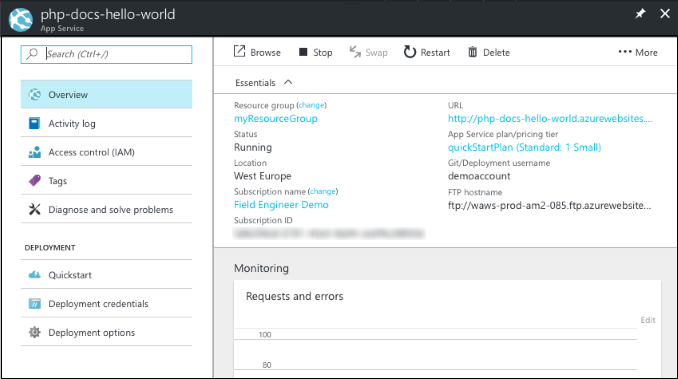 php-docs-hello-world
App Service
Search (Ctrl+/)
Overview
Activity log
Access control (IAM)
Tags
Diagnose and solve problems
DEPLOYMENT
Quickstart
Deployment credentials
Deployment options
Browse Stop Swap Restart Delete ••• More
Essentials
Resource group (change)
myResourceGroup
Status
Running
Location
West Europe
Subscription name (change)
Field Engineer Demo
Subscription ID
URL
http://php-docs-hello-world.azurewebsites....
App Service plan/pricing tier
quickStartPlan (Standard: 1 Small)
Git/Deployment username
demoaccount
FTP hostname
ftp://waws-prod-am2-085.ftp.azurewebsite...
Monitoring
Requests and errors
Edit
100
80